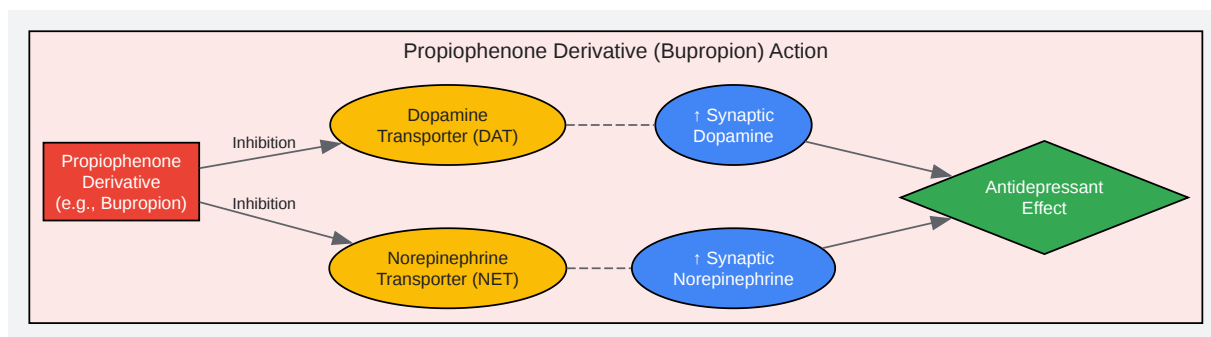 Propiophenone Derivative (Bupropion) Action
Propiophenone
Derivative
(e.g., Bupropion)
Inhibition
Inhibition
Dopamine
Transporter (DAT)
↑ Synaptic
Dopamine
Norepinephrine
Transporter (NET)
↑ Synaptic
Norepinephrine
Antidepressant
Effect